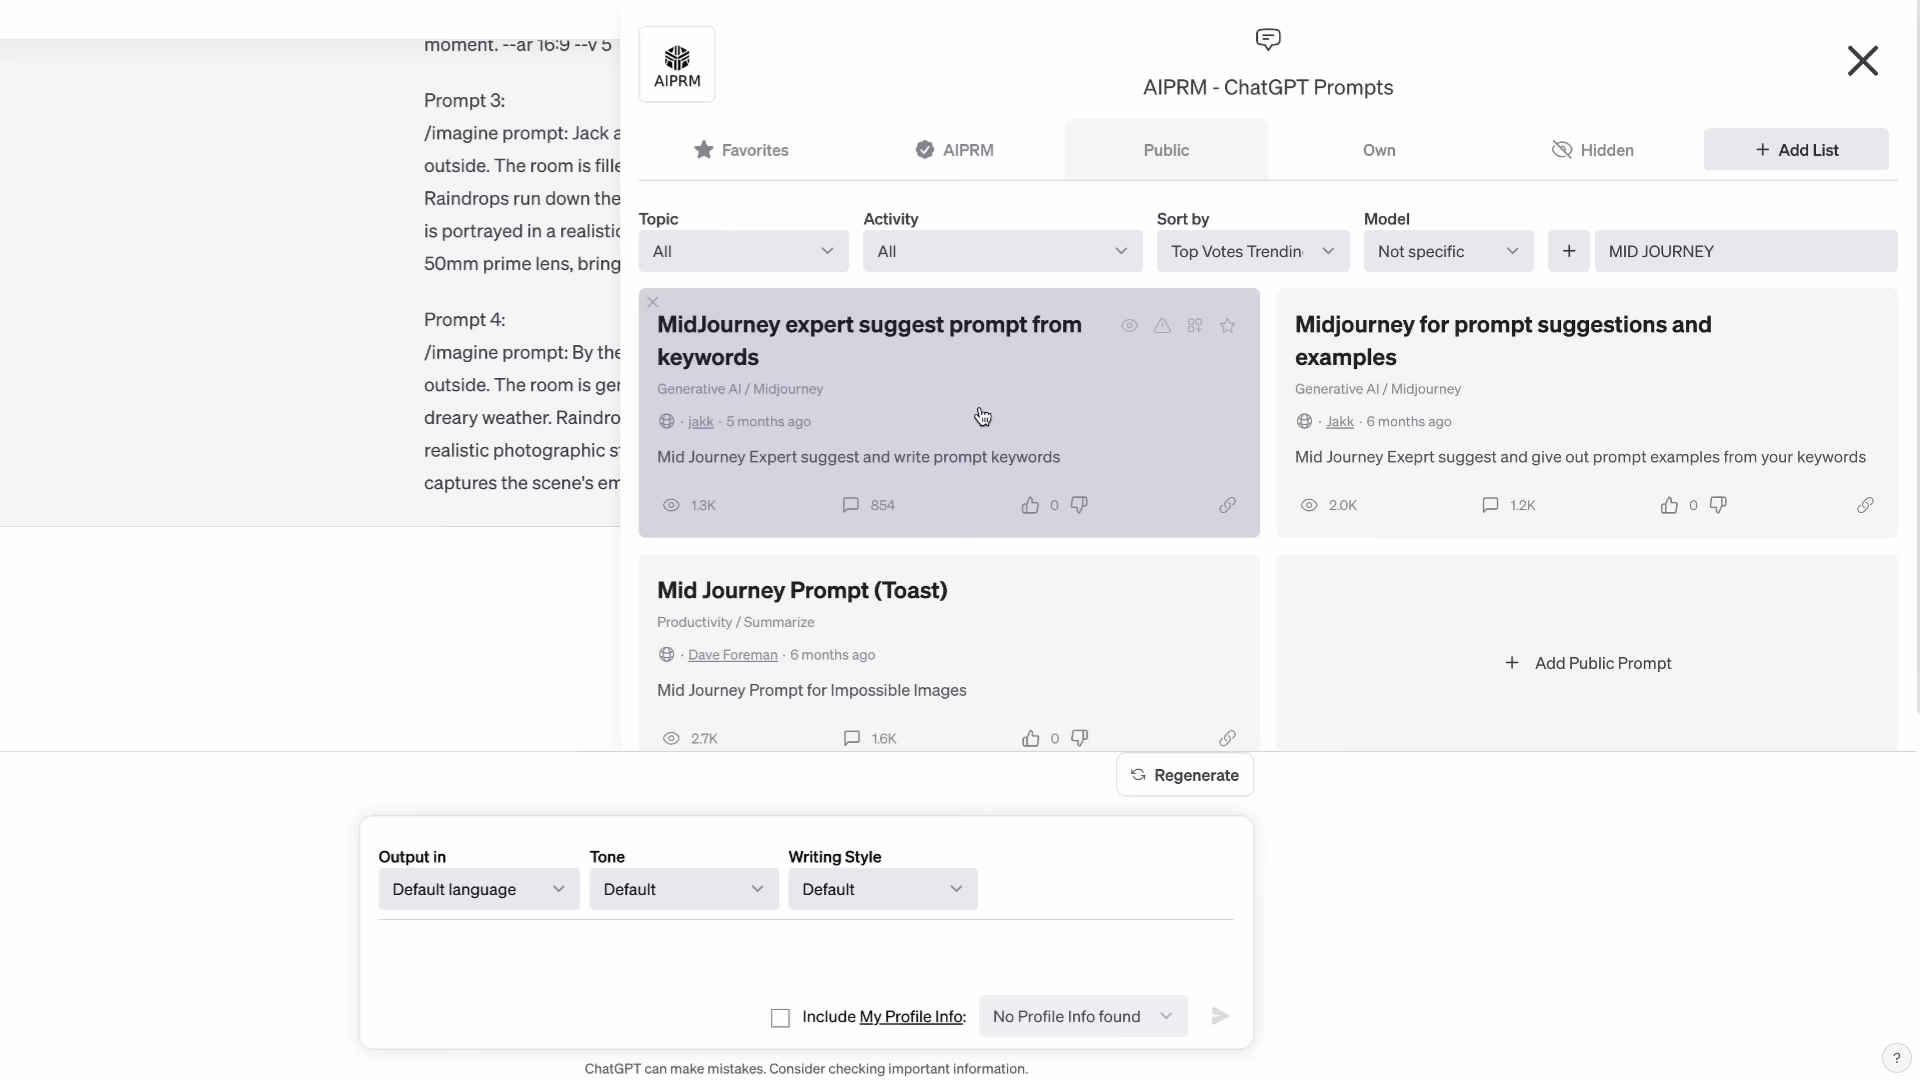 moment. --ar 16:9 --v 5
Prompt 3:
/imagine prompt: Jack a
outside. The room is fille
Raindrops run down the
is portrayed in a realistic
50mm prime lens, bring
Prompt 4:
/imagine prompt: By the
outside. The room is ger
dreary weather. Raindro
realistic photographic s
captures the scene's em
AIPRM
AIPRM - ChatGPT Prompts
Favorites
AIPRM
Public
Own
Hidden
+ Add List
Topic
Activity
Sort by
Model
All
All
Top Votes Trendin
Not specific
+
MID JOURNEY
MidJourney expert suggest prompt from
keywords
Generative AI / Midjourney
· jakk · 5 months ago
Mid Journey Expert suggest and write prompt keywords
1.3K
854
0
Midjourney for prompt suggestions and
examples
Generative AI / Midjourney
· Jakk · 6 months ago
Mid Journey Exeprt suggest and give out prompt examples from your keywords
2.0K
1.2K
0
Mid Journey Prompt (Toast)
Productivity / Summarize
· Dave Foreman · 6 months ago
Mid Journey Prompt for Impossible Images
2.7K
1.6K
0
+ Add Public Prompt
Regenerate
Output in
Tone
Writing Style
Default language
Default
Default
Include My Profile Info:
No Profile Info found
ChatGPT can make mistakes. Consider checking important information.
?